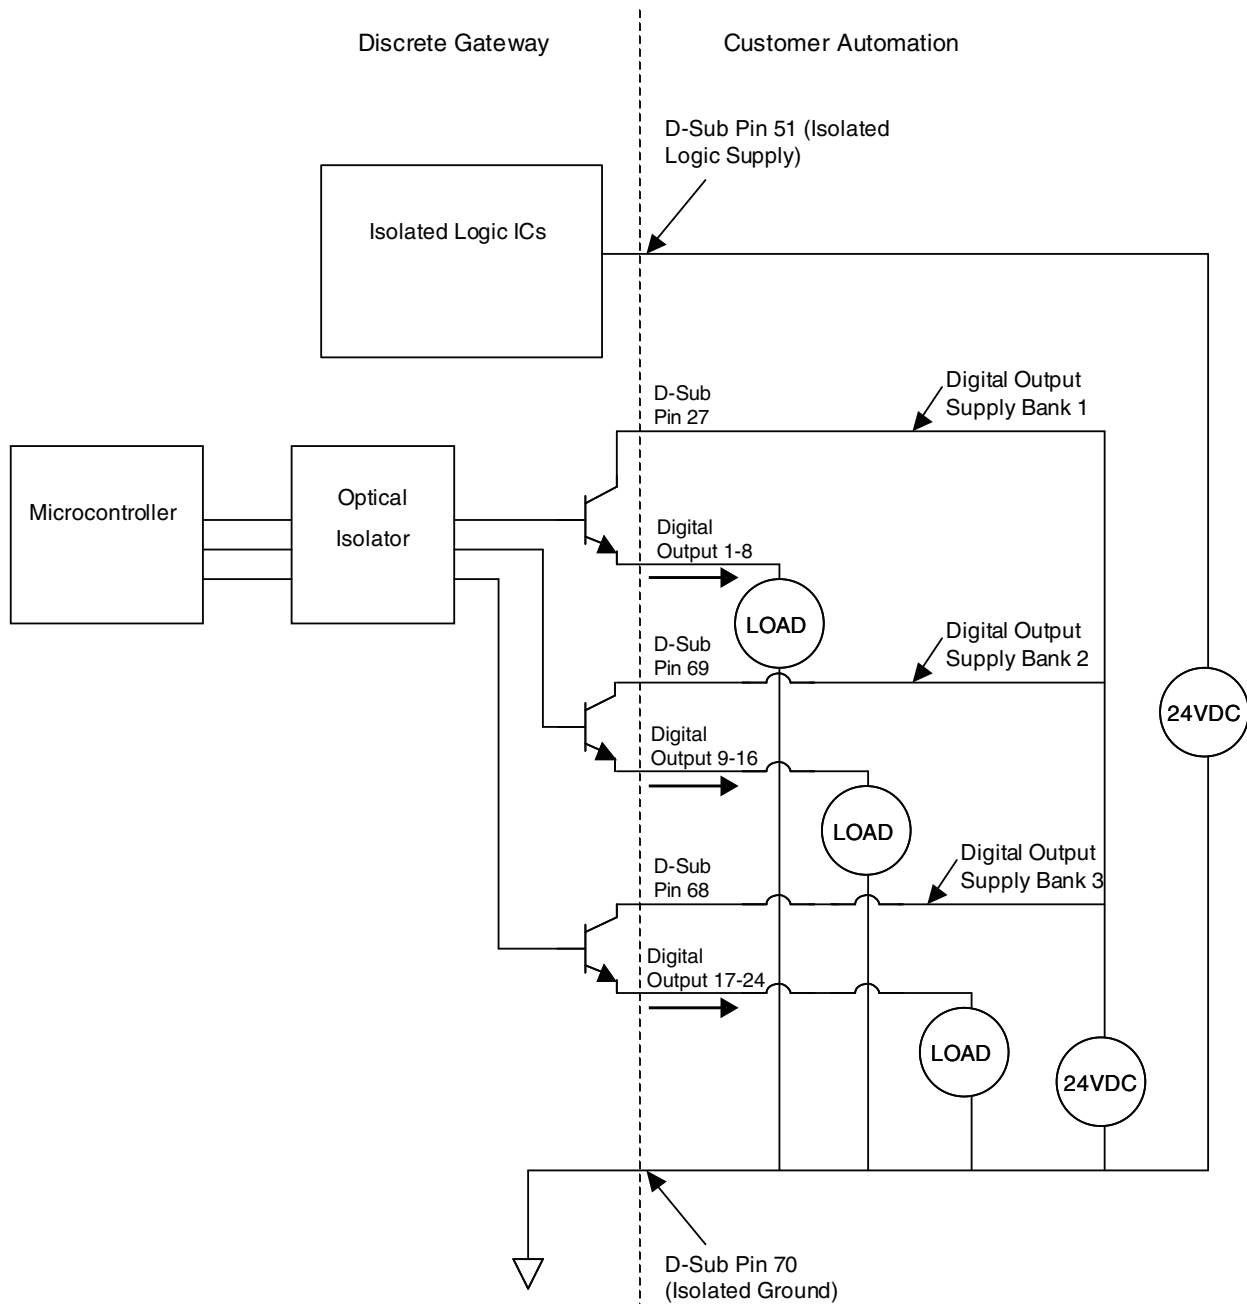 Discrete Gateway
Customer Automation
D-Sub Pin 51 (Isolated
Logic Supply)
Isolated Logic ICs
D-Sub
Pin 27
Digital Output
Supply Bank 1
Microcontroller
Optical
Isolator
Digital
Output 1-8
LOAD
D-Sub
Pin 69
Digital Output
Supply Bank 2
24VDC
Digital
Output 9-16
LOAD
D-Sub
Pin 68
Digital Output
Supply Bank 3
Digital
Output 17-24
LOAD
24VDC
D-Sub Pin 70
(Isolated Ground)